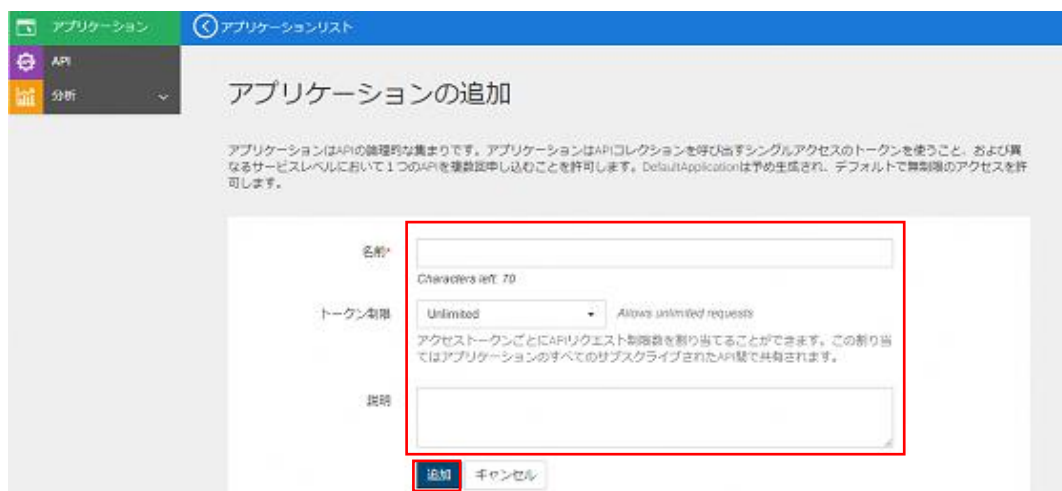 アプリケーション
アプリケーションリスト
API
分析
アプリケーションの追加
アプリケーションはAPIの論理的な集まりです。アプリケーションはAPIコレクションを呼び出すシングルアクセスのトークンを使うこと、および異
なるサービスレベルにおいて1つのAPIを複数回申し込むことを許可します。DefaultApplicationは予め生成され、デフォルトで無制限のアクセスを許
可します。
名前*
Characters left: 70
トークン制限
Unlimited
Allows unlimited requests
アクセストークンごとにAPIリクエスト制限数を割り当てることができます。この割り当
てはアプリケーションのすべてのサブスクライブされたAPI間で共有されます。
説明
追加
キャンセル